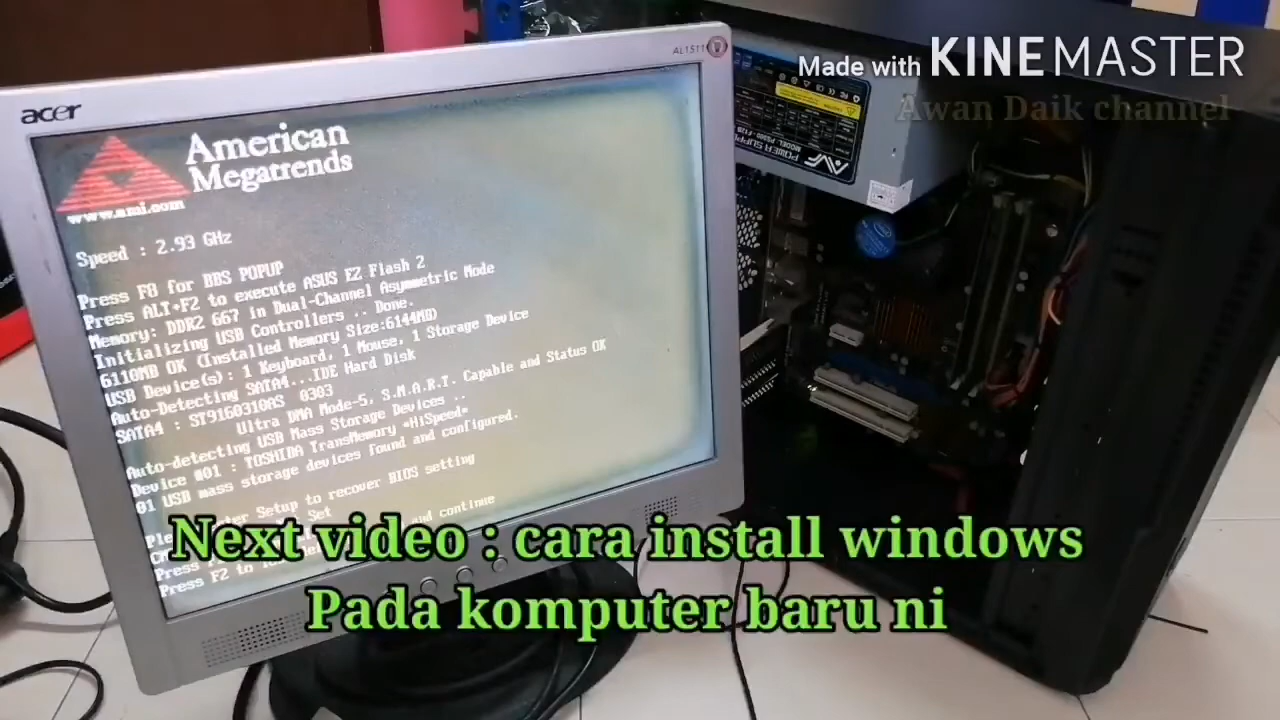 Made with KINEMASTER
Awan Daik channel
acer
AL1511
American
Megatrends
www.ami.com
Speed : 2.93 GHz
Press F8 for BBS POPUP
Press ALT+F2 to execute ASUS EZ Flash 2
Memory: DDR2 667 in Dual-Channel Asymmetric Mode
Initializing USB Controllers .. Done.
6110MB OK (Installed Memory Size:6144MB)
USB Device(s): 1 Keyboard, 1 Mouse, 1 Storage Device
Auto-Detecting SATA4...IDE Hard Disk
SATA4 : ST9160310AS 0303
Ultra DMA Mode-5, S.M.A.R.T. Capable and Status OK
Auto-detecting USB Mass Storage Devices ..
Device #01 : TOSHIBA TransMemory *HiSpeed*
01 USB mass storage devices found and configured.
Setup to recover BIOS setting
Set
Press
and continue
Press F2 to
AVF
POWER SUPPLY
intel
Next video : cara install windows
Pada komputer baru ni